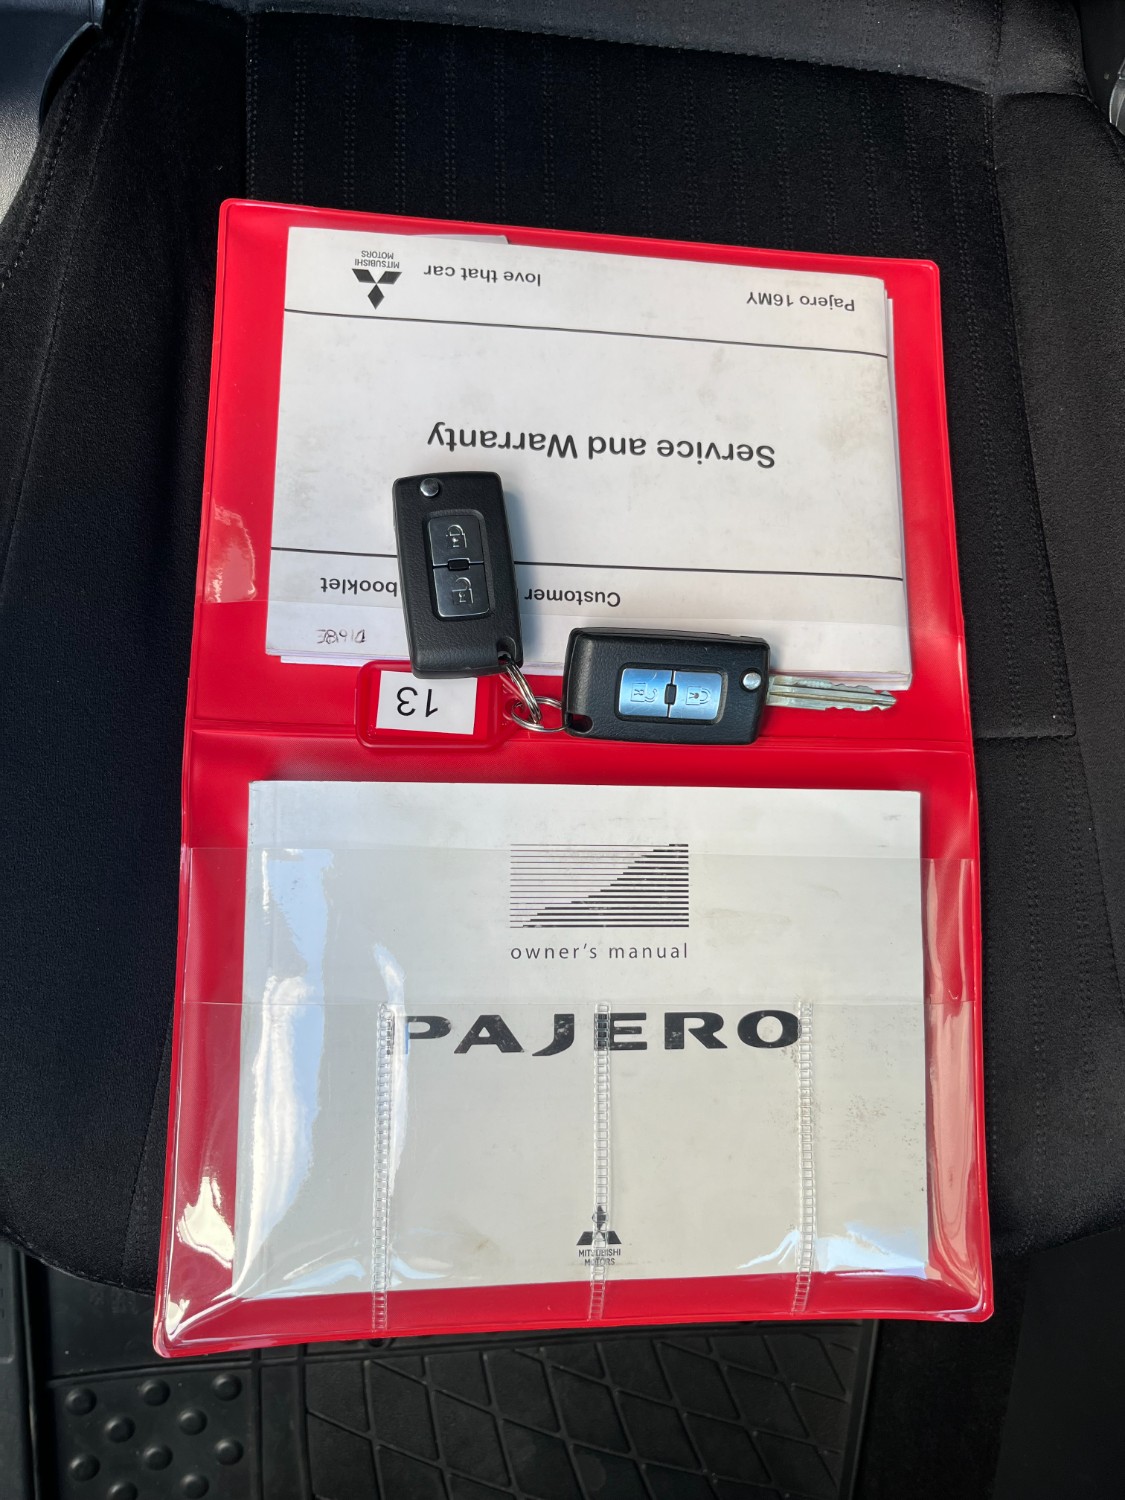 MITSUBISHI
MOTORS
love that car
Pajero 16MY
Service and Warranty
Customer
booklet
13
owner's manual
PAJERO
MITSUBISHI
MOTORS